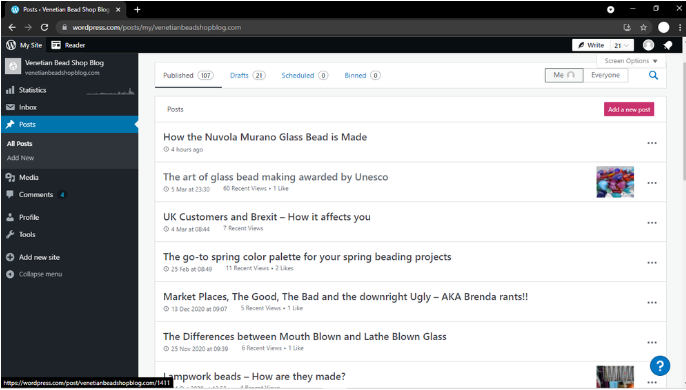 Posts ‹ Venetian Bead Shop Blog
wordpress.com/posts/my/venetianbeadshopblog.com
My Site
Reader
Write
21
Venetian Bead Shop Blog
venetianbeadshopblog.com
Screen Options
Statistics
Inbox
Posts
All Posts
Add New
Media
Comments 4
Profile
Tools
Add new site
Collapse menu
Published 107
Drafts 21
Scheduled 0
Binned 0
Me
Everyone
Posts
Add a new post
How the Nuvola Murano Glass Bead is Made
4 hours ago
The art of glass bead making awarded by Unesco
5 Mar at 23:30 60 Recent Views • 1 Like
UK Customers and Brexit – How it affects you
4 Mar at 08:44 7 Recent Views
The go-to spring color palette for your spring beading projects
25 Feb at 08:49 11 Recent Views • 2 Likes
Market Places, The Good, The Bad and the downright Ugly – AKA Brenda rants!!
13 Dec 2020 at 09:07 5 Recent Views • 1 Like
The Differences between Mouth Blown and Lathe Blown Glass
25 Nov 2020 at 09:39 6 Recent Views • 1 Like
Lampwork beads – How are they made?
https://wordpress.com/post/venetianbeadshopblog.com/1411
?